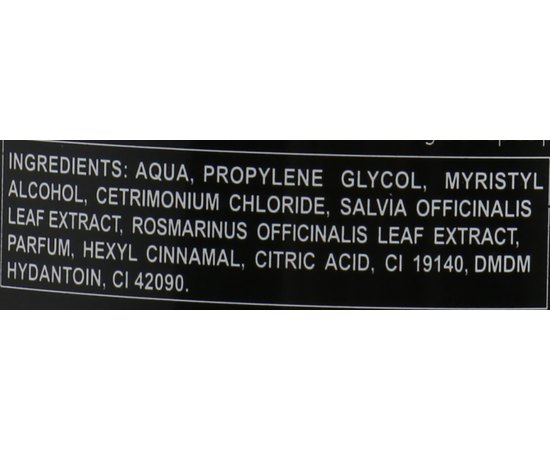 INGREDIENTS: AQUA, PROPYLENE GLYCOL, MYRISTYL
ALCOHOL, CETRIMONIUM CHLORIDE, SALVIA OFFICINALIS
LEAF EXTRACT, ROSMARINUS OFFICINALIS LEAF EXTRACT,
PARFUM, HEXYL CINNAMAL, CITRIC ACID, CI 19140, DMDM
HYDANTOIN, CI 42090.